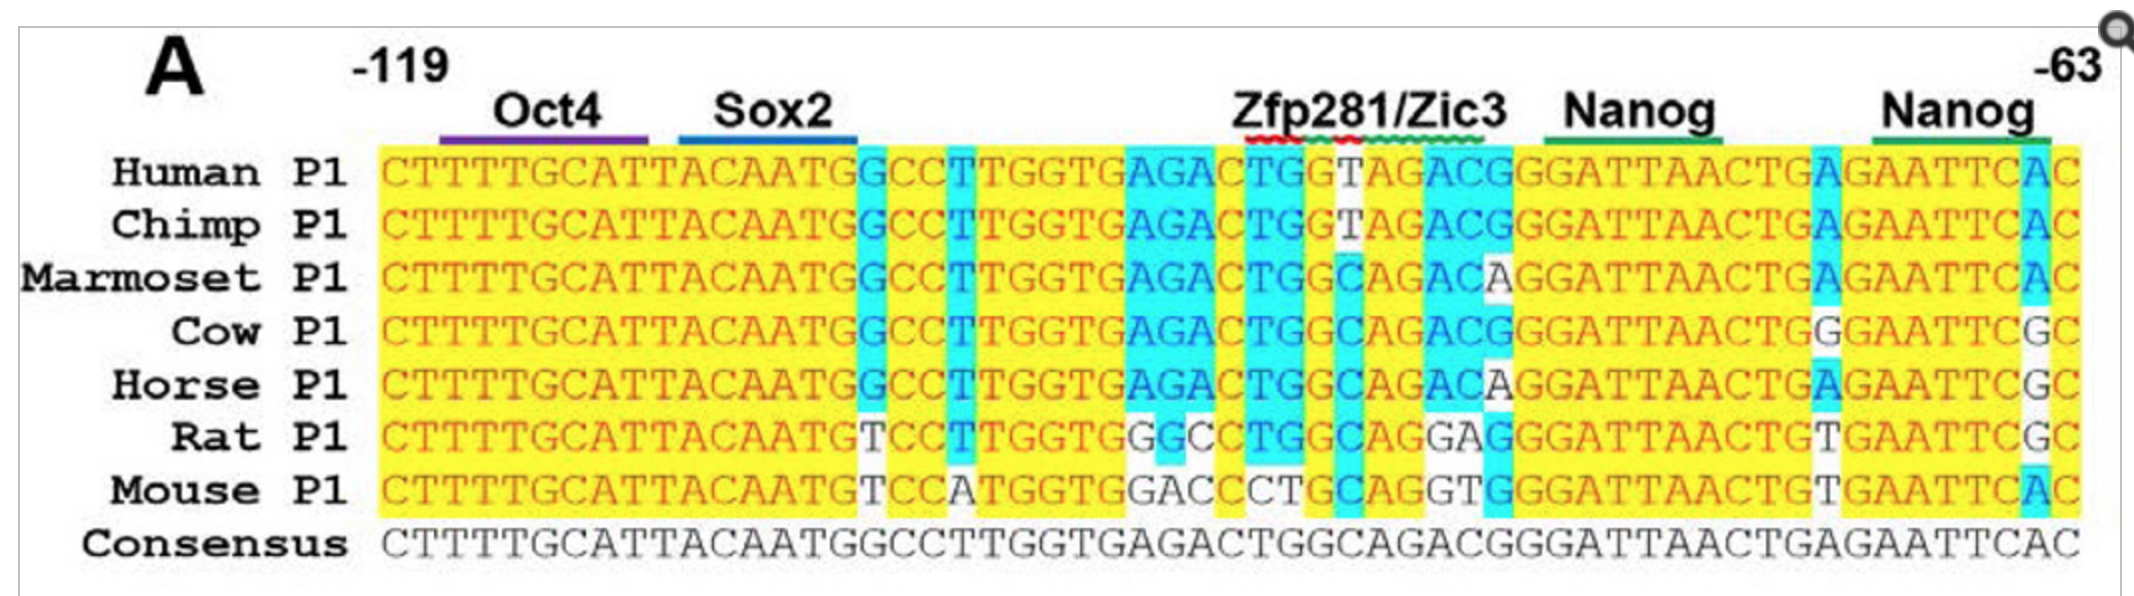 A
-119 -63
Oct4 Sox2 Zfp281/Zic3 Nanog Nanog
Human P1 CTTTTGCATTACAATGGCCTTGGTGAGACTGGTAGACGGGATTAACTGAGAATTCAC
Chimp P1 CTTTTGCATTACAATGGCCTTGGTGAGACTGGTAGACGGGATTAACTGAGAATTCAC
Marmoset P1 CTTTTGCATTACAATGGCCTTGGTGAGACTGGCAGACAGGATTAACTGAGAATTCAC
Cow P1 CTTTTGCATTACAATGGCCTTGGTGAGACTGGCAGACGGGATTAACTGGGAATTCGC
Horse P1 CTTTTGCATTACAATGGCCTTGGTGAGACTGGCAGACAGGATTAACTGAGAATTCGC
Rat P1 CTTTTGCATTACAATGTCCTTGGTGGGCCTGGCAGGAGGGATTAACTGTGAATTCGC
Mouse P1 CTTTTGCATTACAATGTCCATGGTGGACCCTGCAGGTGGGATTAACTGTGAATTCAC
Consensus CTTTTGCATTACAATGGCCTTGGTGAGACTGGCAGACGGGATTAACTGAGAATTCAC